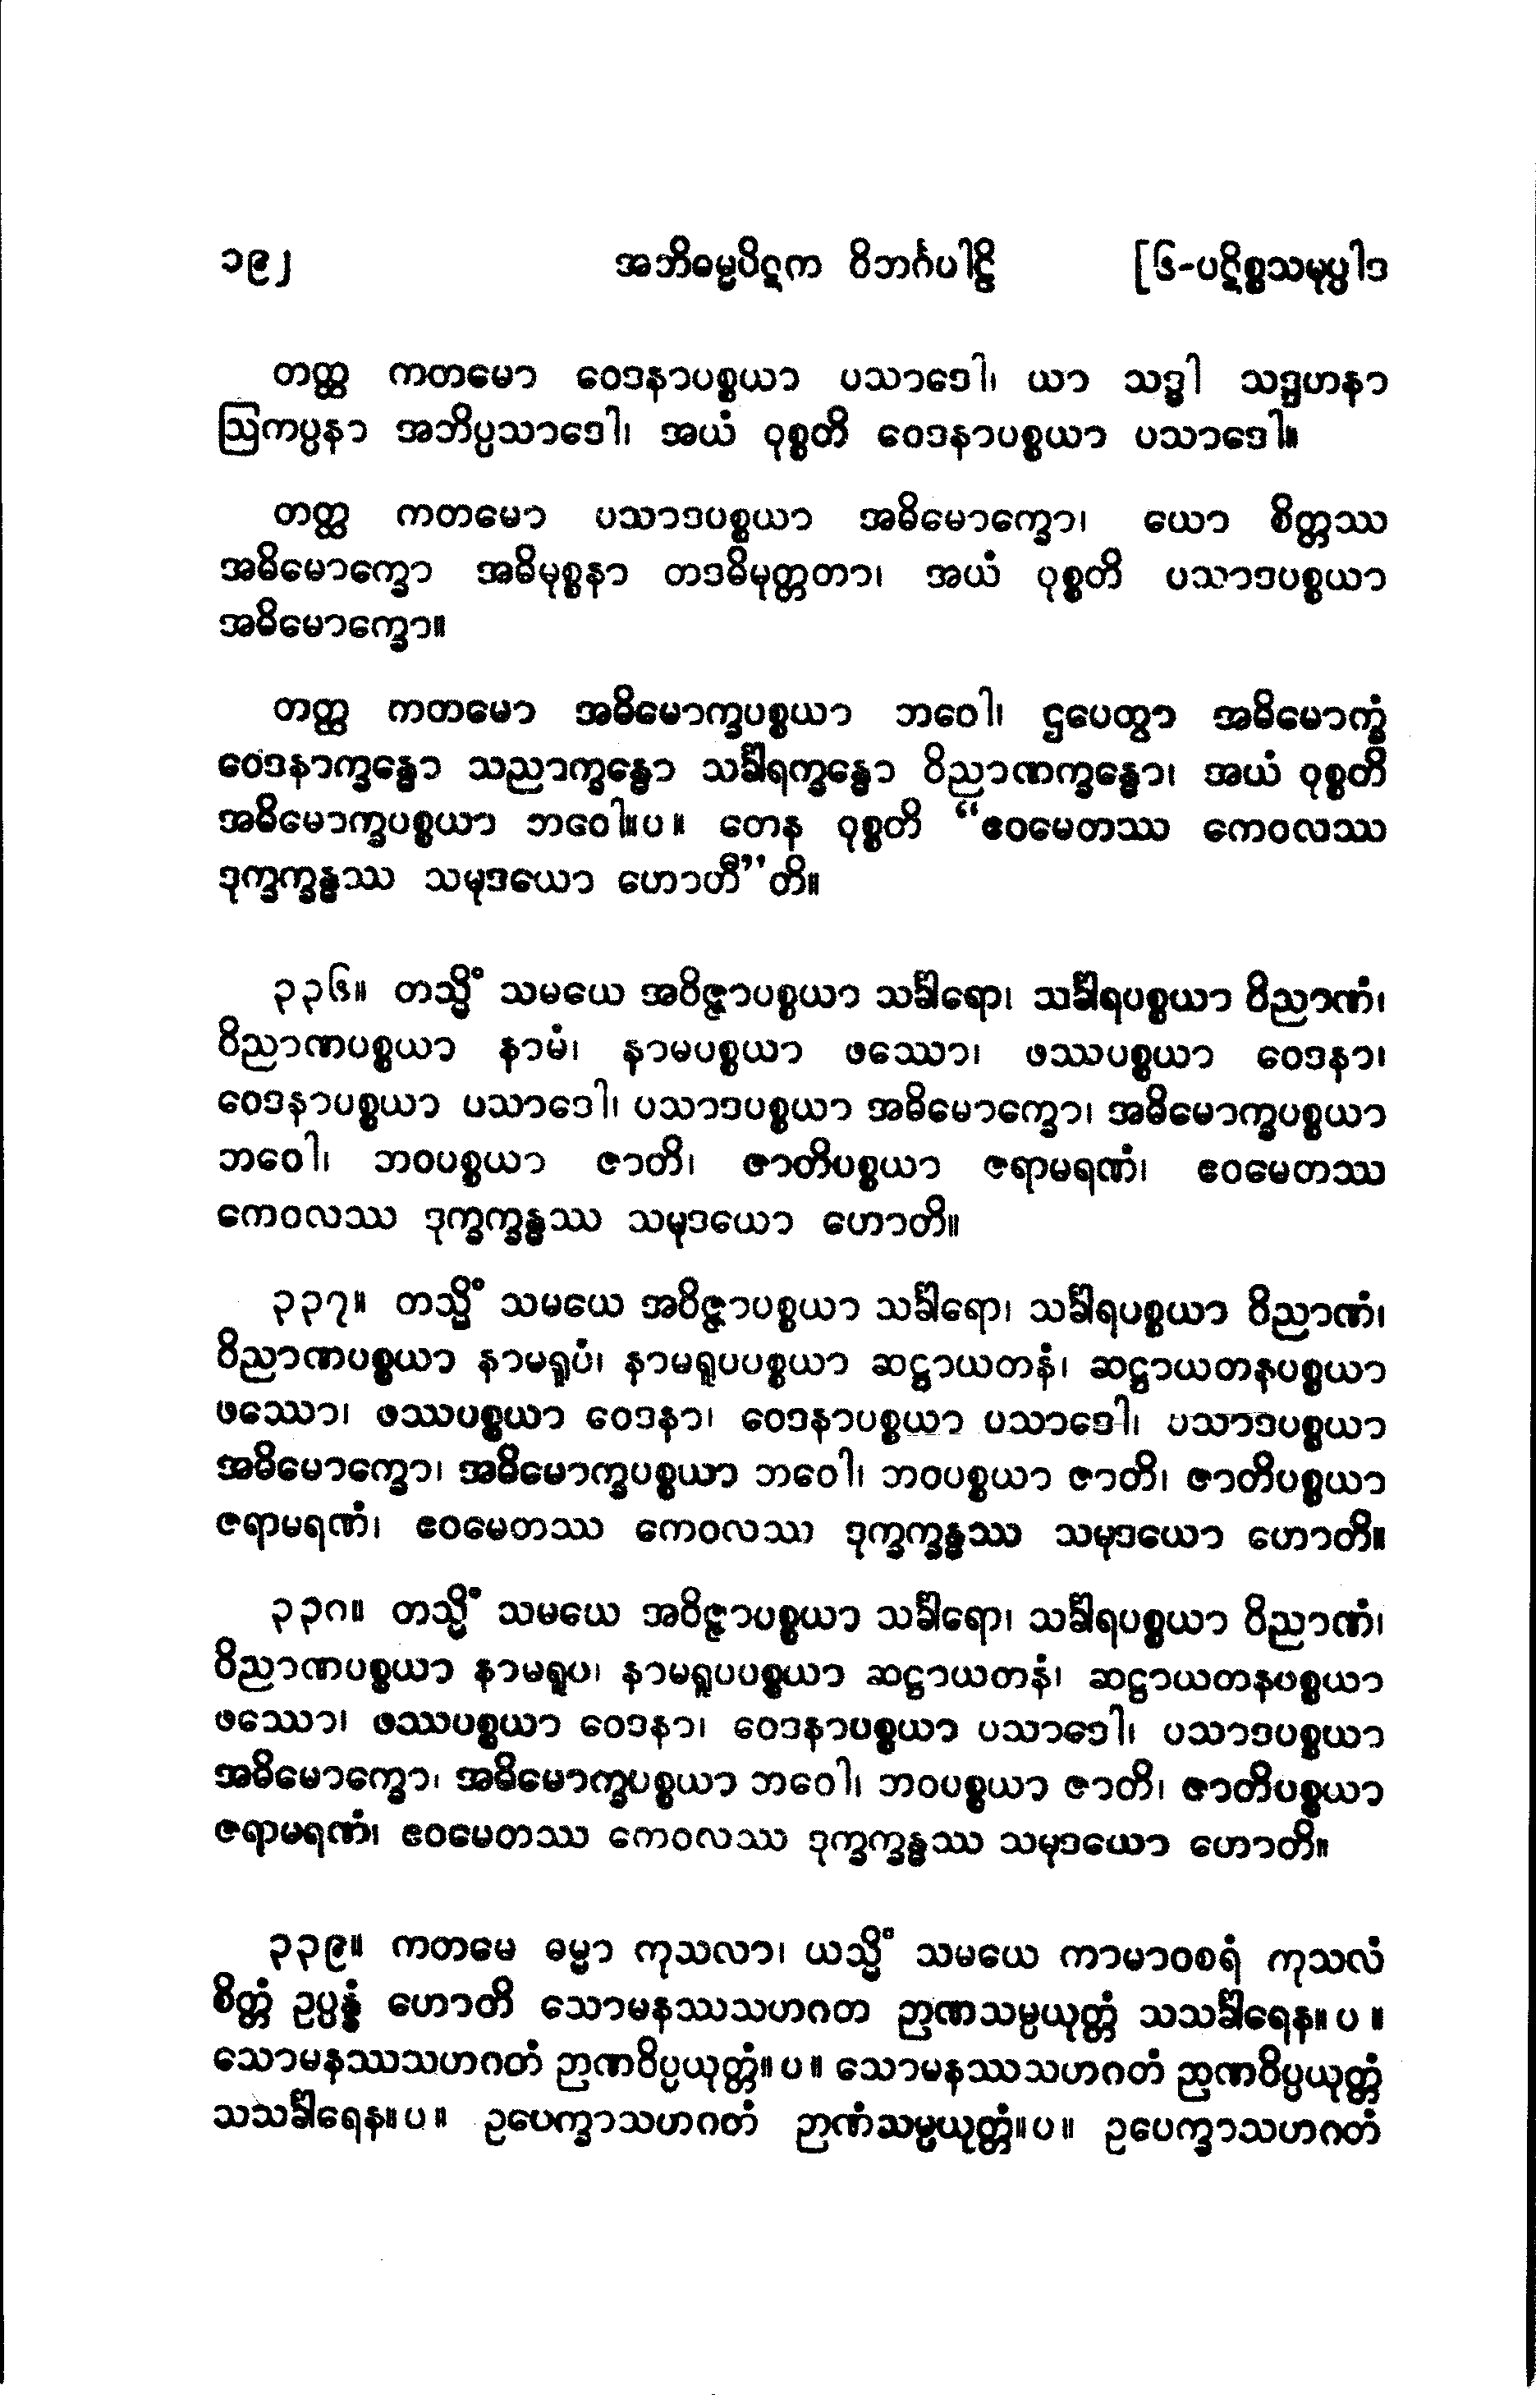 ၁၉၂ အဘိဓမ္မပိဋက ဝိဘင်္ဂပါဠိ [၆-ပဋိစ္စသမုပ္ပါဒ
တတ္ထ ကတမော ဝေဒနာပစ္စယာ ပသာဒေါ၊ ယာ သဒ္ဓါ သဒ္ဒဟနာ
ဩကပ္ပနာ အဘိပ္ပသာဒေါ၊ အယံ ဝုစ္စတိ ဝေဒနာပစ္စယာ ပသာဒေါ။
တတ္ထ ကတမော ပသာဒပစ္စယာ အဓိမောက္ခော၊ ယော စိတ္တဿ
အဓိမောက္ခော အဓိမုစ္စနာ တဒဓိမုတ္တတာ၊ အယံ ဝုစ္စတိ ပသာဒပစ္စယာ
အဓိမောက္ခော။
တတ္ထ ကတမော အဓိမောက္ခပစ္စယာ ဘဝေါ၊ ဌပေတွာ အဓိမောက္ခံ
ဝေဒနာက္ခန္ဓော သညာက္ခန္ဓော သင်္ခါရက္ခန္ဓော ဝိညာဏက္ခန္ဓော၊ အယံ ဝုစ္စတိ
အဓိမောက္ခပစ္စယာ ဘဝေါ။ပ။ တေန ဝုစ္စတိ “ဧဝမေတဿ ကေဝလဿ
ဒုက္ခက္ခန္ဓဿ သမုဒယော ဟောတီ”တိ။
၃၃၆။ တသ္မိံ သမယေ အဝိဇ္ဇာပစ္စယာ သင်္ခါရော၊ သင်္ခါရပစ္စယာ ဝိညာဏံ၊
ဝိညာဏပစ္စယာ နာမံ၊ နာမပစ္စယာ ဖဿော၊ ဖဿပစ္စယာ ဝေဒနာ၊
ဝေဒနာပစ္စယာ ပသာဒေါ၊ ပသာဒပစ္စယာ အဓိမောက္ခော၊ အဓိမောက္ခပစ္စယာ
ဘဝေါ၊ ဘဝပစ္စယာ ဇာတိ၊ ဇာတိပစ္စယာ ဇရာမရဏံ၊ ဧဝမေတဿ
ကေဝလဿ ဒုက္ခက္ခန္ဓဿ သမုဒယော ဟောတိ။
၃၃၇။ တသ္မိံ သမယေ အဝိဇ္ဇာပစ္စယာ သင်္ခါရော၊ သင်္ခါရပစ္စယာ ဝိညာဏံ၊
ဝိညာဏပစ္စယာ နာမရူပံ၊ နာမရူပပစ္စယာ ဆဋ္ဌာယတနံ၊ ဆဋ္ဌာယတနပစ္စယာ
ဖဿော၊ ဖဿပစ္စယာ ဝေဒနာ၊ ဝေဒနာပစ္စယာ ပသာဒေါ၊ ပသာဒပစ္စယာ
အဓိမောက္ခော၊ အဓိမောက္ခပစ္စယာ ဘဝေါ၊ ဘဝပစ္စယာ ဇာတိ၊ ဇာတိပစ္စယာ
ဇရာမရဏံ၊ ဧဝမေတဿ ကေဝလဿ ဒုက္ခက္ခန္ဓဿ သမုဒယော ဟောတိ။
၃၃၈။ တသ္မိံ သမယေ အဝိဇ္ဇာပစ္စယာ သင်္ခါရော၊ သင်္ခါရပစ္စယာ ဝိညာဏံ၊
ဝိညာဏပစ္စယာ နာမရူပ၊ နာမရူပပစ္စယာ ဆဋ္ဌာယတနံ၊ ဆဋ္ဌာယတနပစ္စယာ
ဖဿော၊ ဖဿပစ္စယာ ဝေဒနာ၊ ဝေဒနာပစ္စယာ ပသာဒေါ၊ ပသာဒပစ္စယာ
အဓိမောက္ခော၊ အဓိမောက္ခပစ္စယာ ဘဝေါ၊ ဘဝပစ္စယာ ဇာတိ၊ ဇာတိပစ္စယာ
ဇရာမရဏံ၊ ဧဝမေတဿ ကေဝလဿ ဒုက္ခက္ခန္ဓဿ သမုဒယော ဟောတိ။
၃၃၉။ ကတမေ ဓမ္မာ ကုသလာ၊ ယသ္မိံ သမယေ ကာမာဝစရံ ကုသလံ
စိတ္တံ ဥပ္ပန္နံ ဟောတိ သောမနဿသဟဂတ ဉာဏသမ္ပယုတ္တံ သသင်္ခါရေန။ပ။
သောမနဿသဟဂတံ ဉာဏဝိပ္ပယုတ္တံ။ပ။ သောမနဿသဟဂတံ ဉာဏဝိပ္ပယုတ္တံ
သသင်္ခါရေန။ပ။ ဥပေက္ခာသဟဂတံ ဉာဏံသမ္ပယုတ္တံ။ပ။ ဥပေက္ခာသဟဂတံ